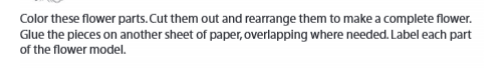 Color these flower parts. Cut them out and rearrange them to make a complete flower.
Glue the pieces on another sheet of paper, overlapping where needed. Label each part
of the flower model.